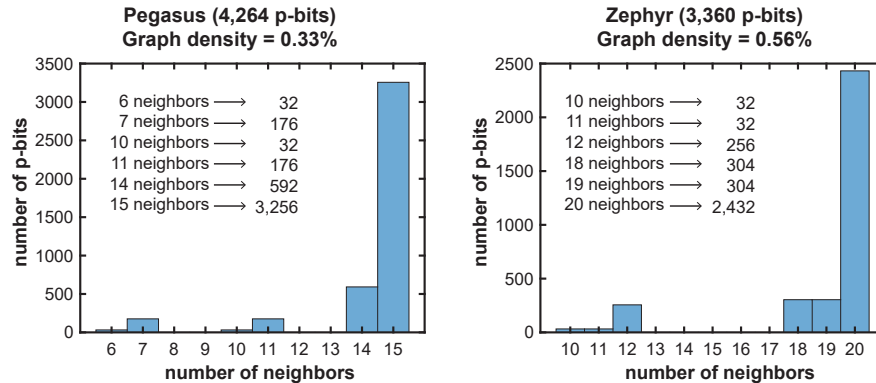 Pegasus (4,264 p-bits)
Graph density = 0.33%
number of p-bits
3500
3000
2500
2000
1500
1000
500
0
6 neighbors ⟶ 32
7 neighbors ⟶ 176
10 neighbors ⟶ 32
11 neighbors ⟶ 176
14 neighbors ⟶ 592
15 neighbors ⟶ 3,256
6 7 8 9 10 11 12 13 14 15
number of neighbors
Zephyr (3,360 p-bits)
Graph density = 0.56%
number of p-bits
2500
2000
1500
1000
500
0
10 neighbors ⟶ 32
11 neighbors ⟶ 32
12 neighbors ⟶ 256
18 neighbors ⟶ 304
19 neighbors ⟶ 304
20 neighbors ⟶ 2,432
10 11 12 13 14 15 16 17 18 19 20
number of neighbors